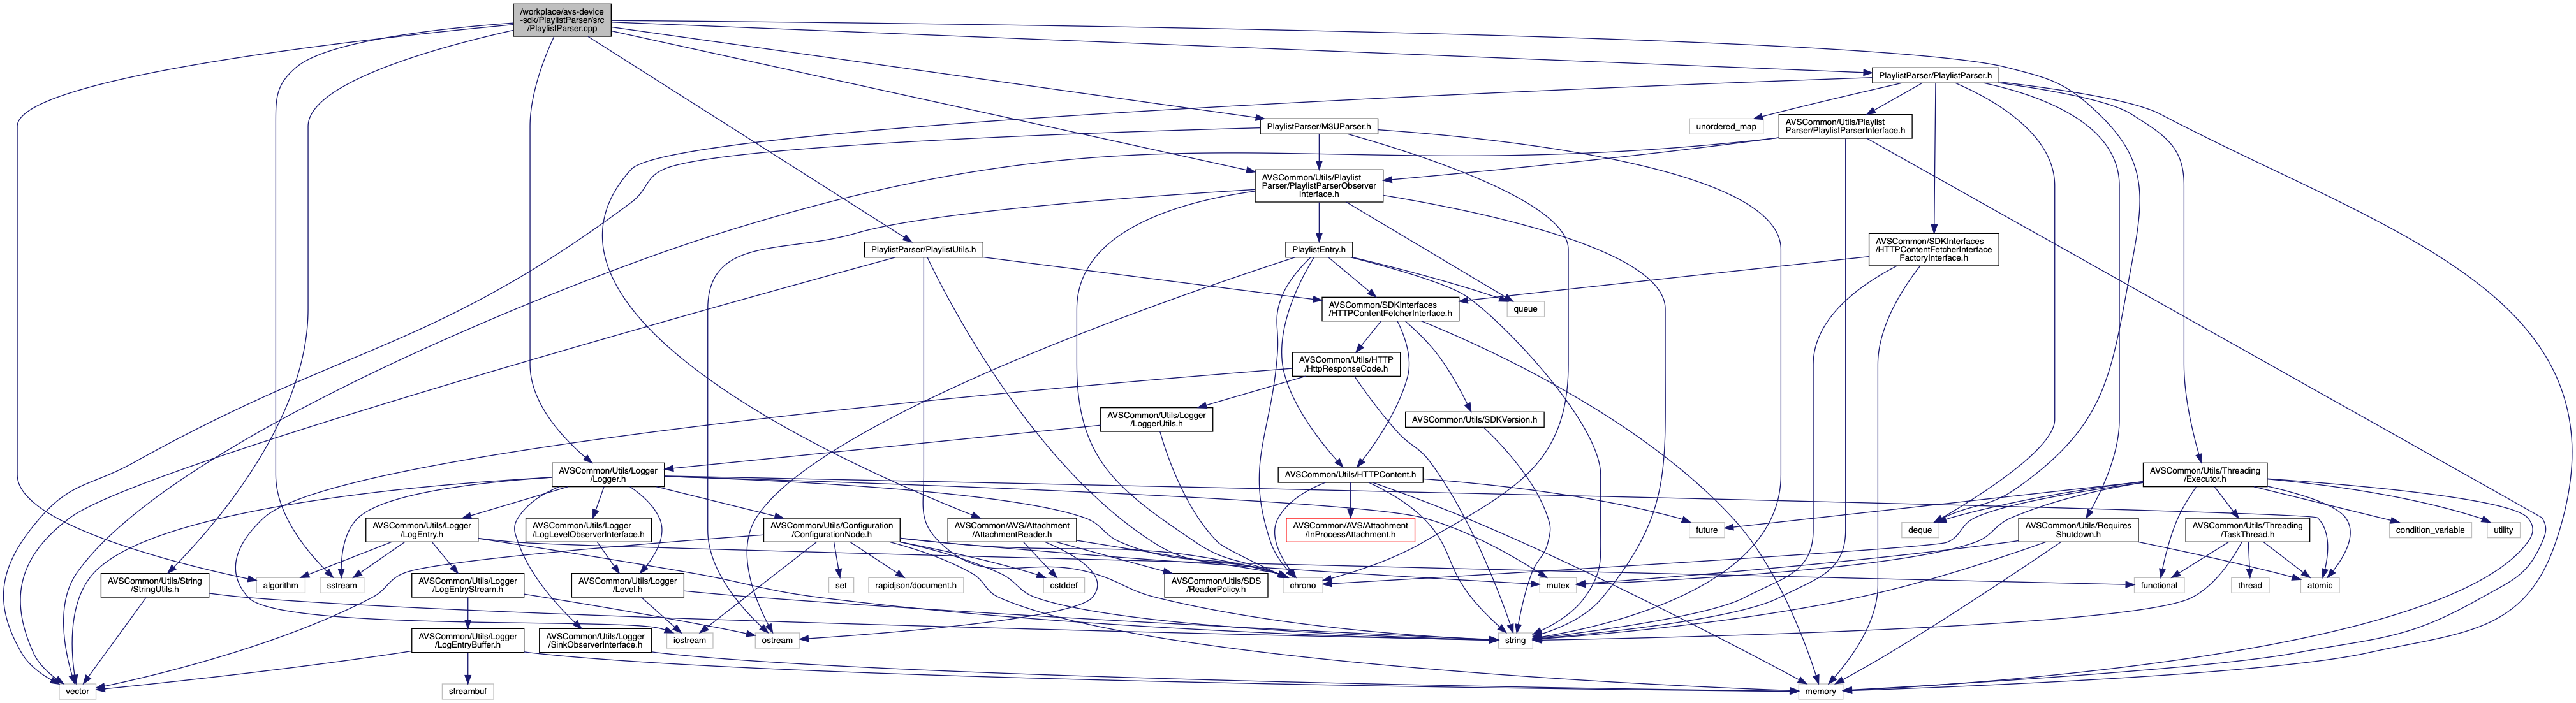 /workplace/avs-device
-sdk/PlaylistParser/src
/PlaylistParser.cpp
PlaylistParser/PlaylistParser.h
PlaylistParser/M3UParser.h
unordered_map
AVSCommon/Utils/Playlist
Parser/PlaylistParserInterface.h
AVSCommon/Utils/Playlist
Parser/PlaylistParserObserver
Interface.h
PlaylistParser/PlaylistUtils.h
PlaylistEntry.h
AVSCommon/SDKInterfaces
/HTTPContentFetcherInterface
FactoryInterface.h
AVSCommon/SDKInterfaces
/HTTPContentFetcherInterface.h
queue
AVSCommon/Utils/HTTP
/HttpResponseCode.h
AVSCommon/Utils/Logger
/LoggerUtils.h
AVSCommon/Utils/SDKVersion.h
AVSCommon/Utils/Logger
/Logger.h
AVSCommon/Utils/HTTPContent.h
AVSCommon/Utils/Threading
/Executor.h
AVSCommon/Utils/Logger
/LogEntry.h
AVSCommon/Utils/Logger
/LogLevelObserverInterface.h
AVSCommon/Utils/Configuration
/ConfigurationNode.h
AVSCommon/AVS/Attachment
/AttachmentReader.h
AVSCommon/AVS/Attachment
/InProcessAttachment.h
future
deque
AVSCommon/Utils/Requires
Shutdown.h
AVSCommon/Utils/Threading
/TaskThread.h
condition_variable
utility
AVSCommon/Utils/String
/StringUtils.h
algorithm
sstream
AVSCommon/Utils/Logger
/LogEntryStream.h
AVSCommon/Utils/Logger
/Level.h
set
rapidjson/document.h
cstddef
AVSCommon/Utils/SDS
/ReaderPolicy.h
chrono
mutex
functional
thread
atomic
AVSCommon/Utils/Logger
/LogEntryBuffer.h
AVSCommon/Utils/Logger
/SinkObserverInterface.h
iostream
ostream
string
vector
streambuf
memory